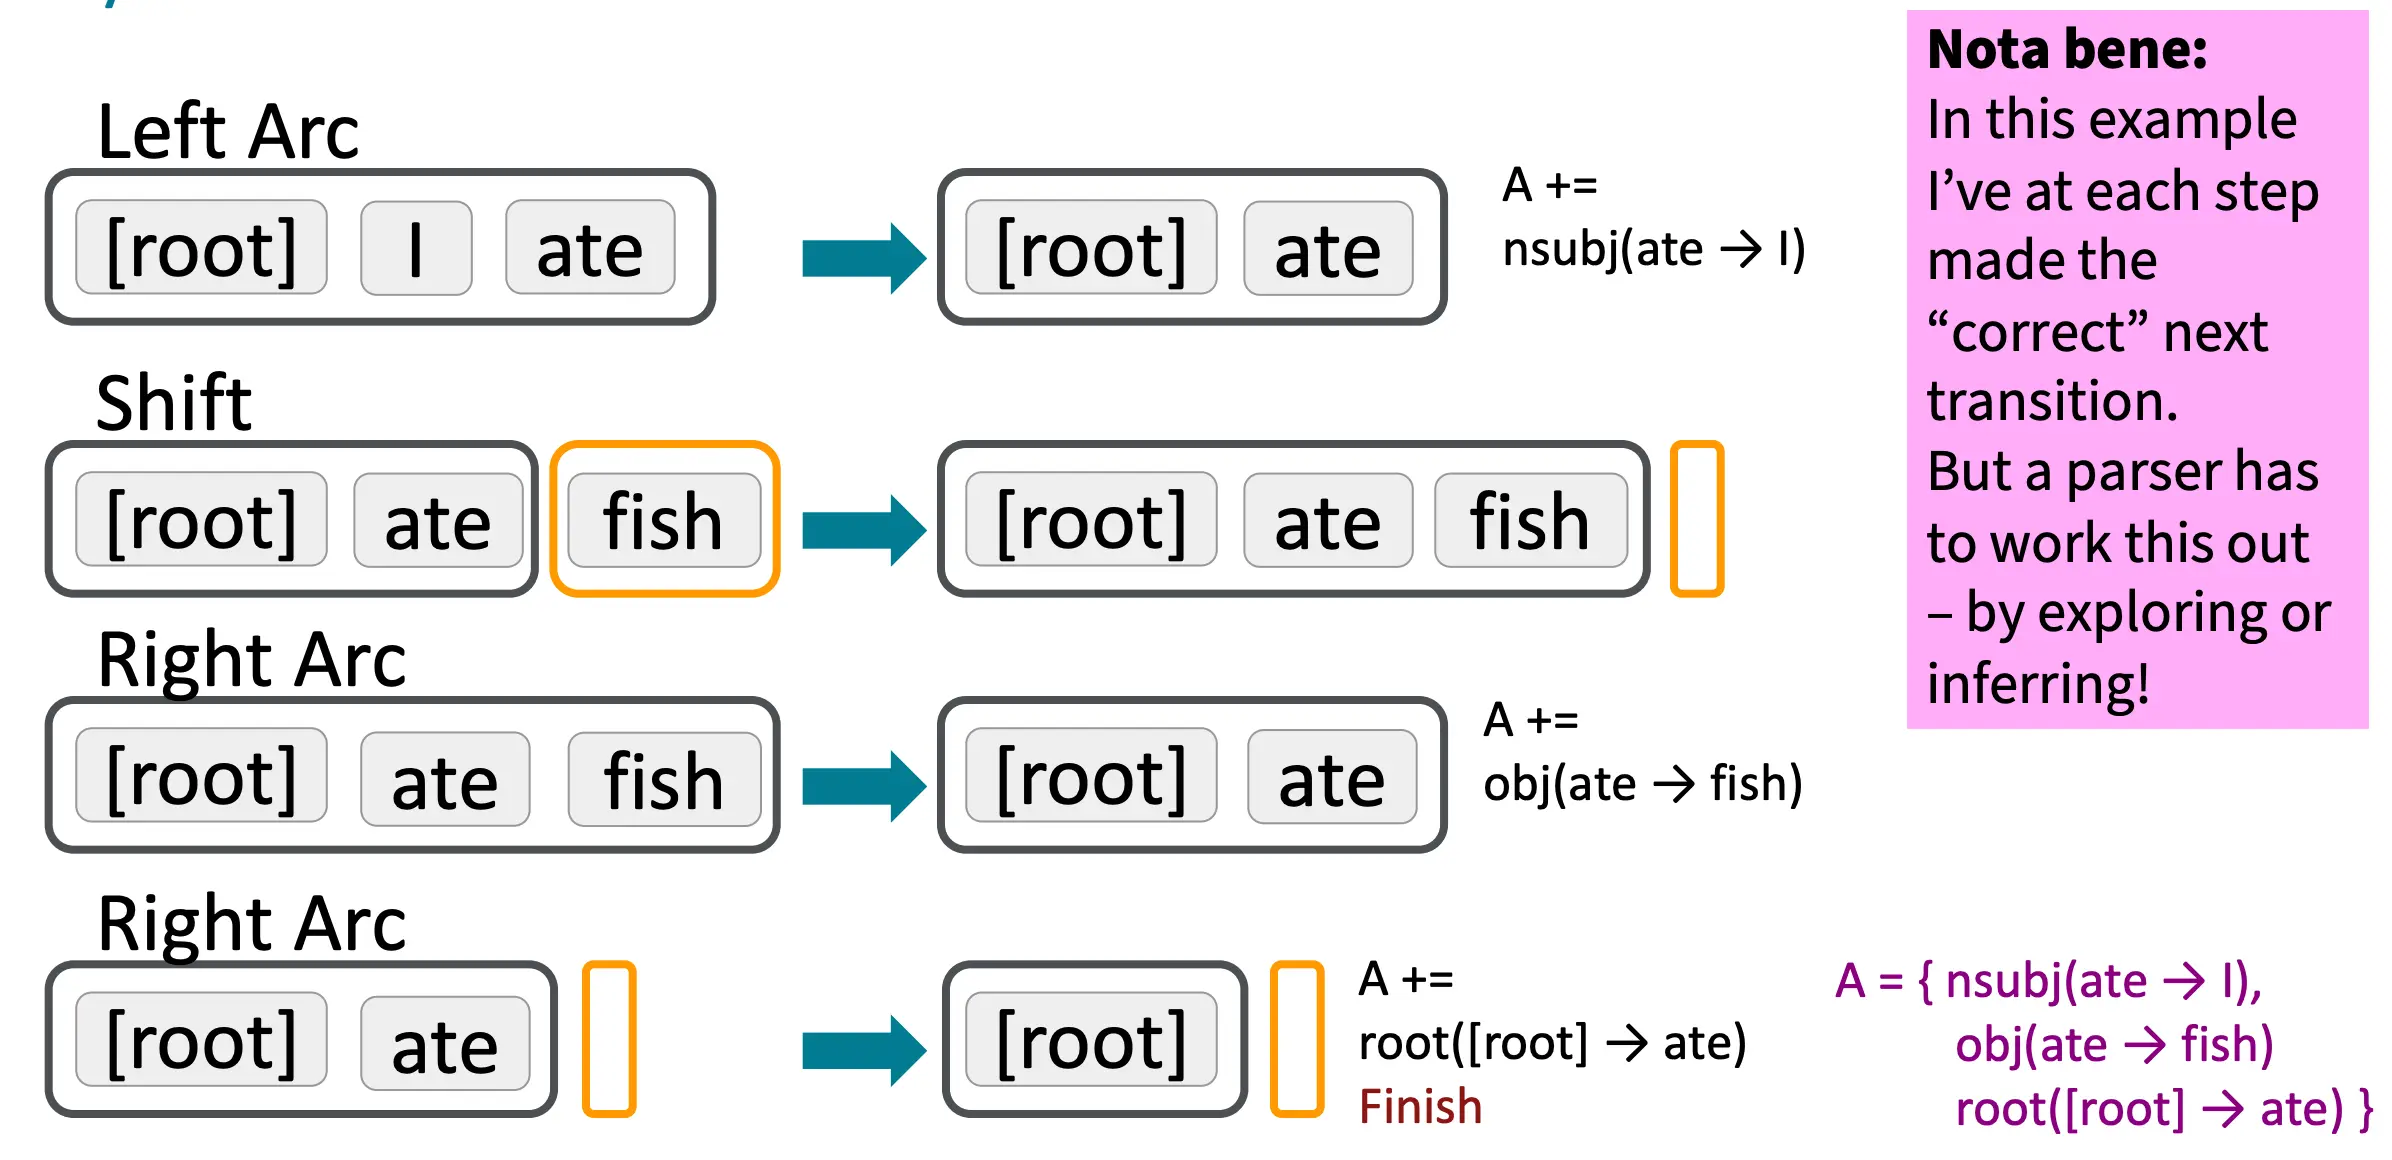 Left Arc
[root] I ate [root] ate
A +=
nsubj(ate → I)
Shift
[root] ate fish [root] ate fish
Right Arc
[root] ate fish [root] ate
A +=
obj(ate → fish)
Right Arc
[root] ate [root]
A +=
root([root] → ate)
Finish
A = { nsubj(ate → I),
obj(ate → fish)
root([root] → ate) }
Nota bene:
In this example
I’ve at each step
made the
“correct” next
transition.
But a parser has
to work this out
– by exploring or
inferring!